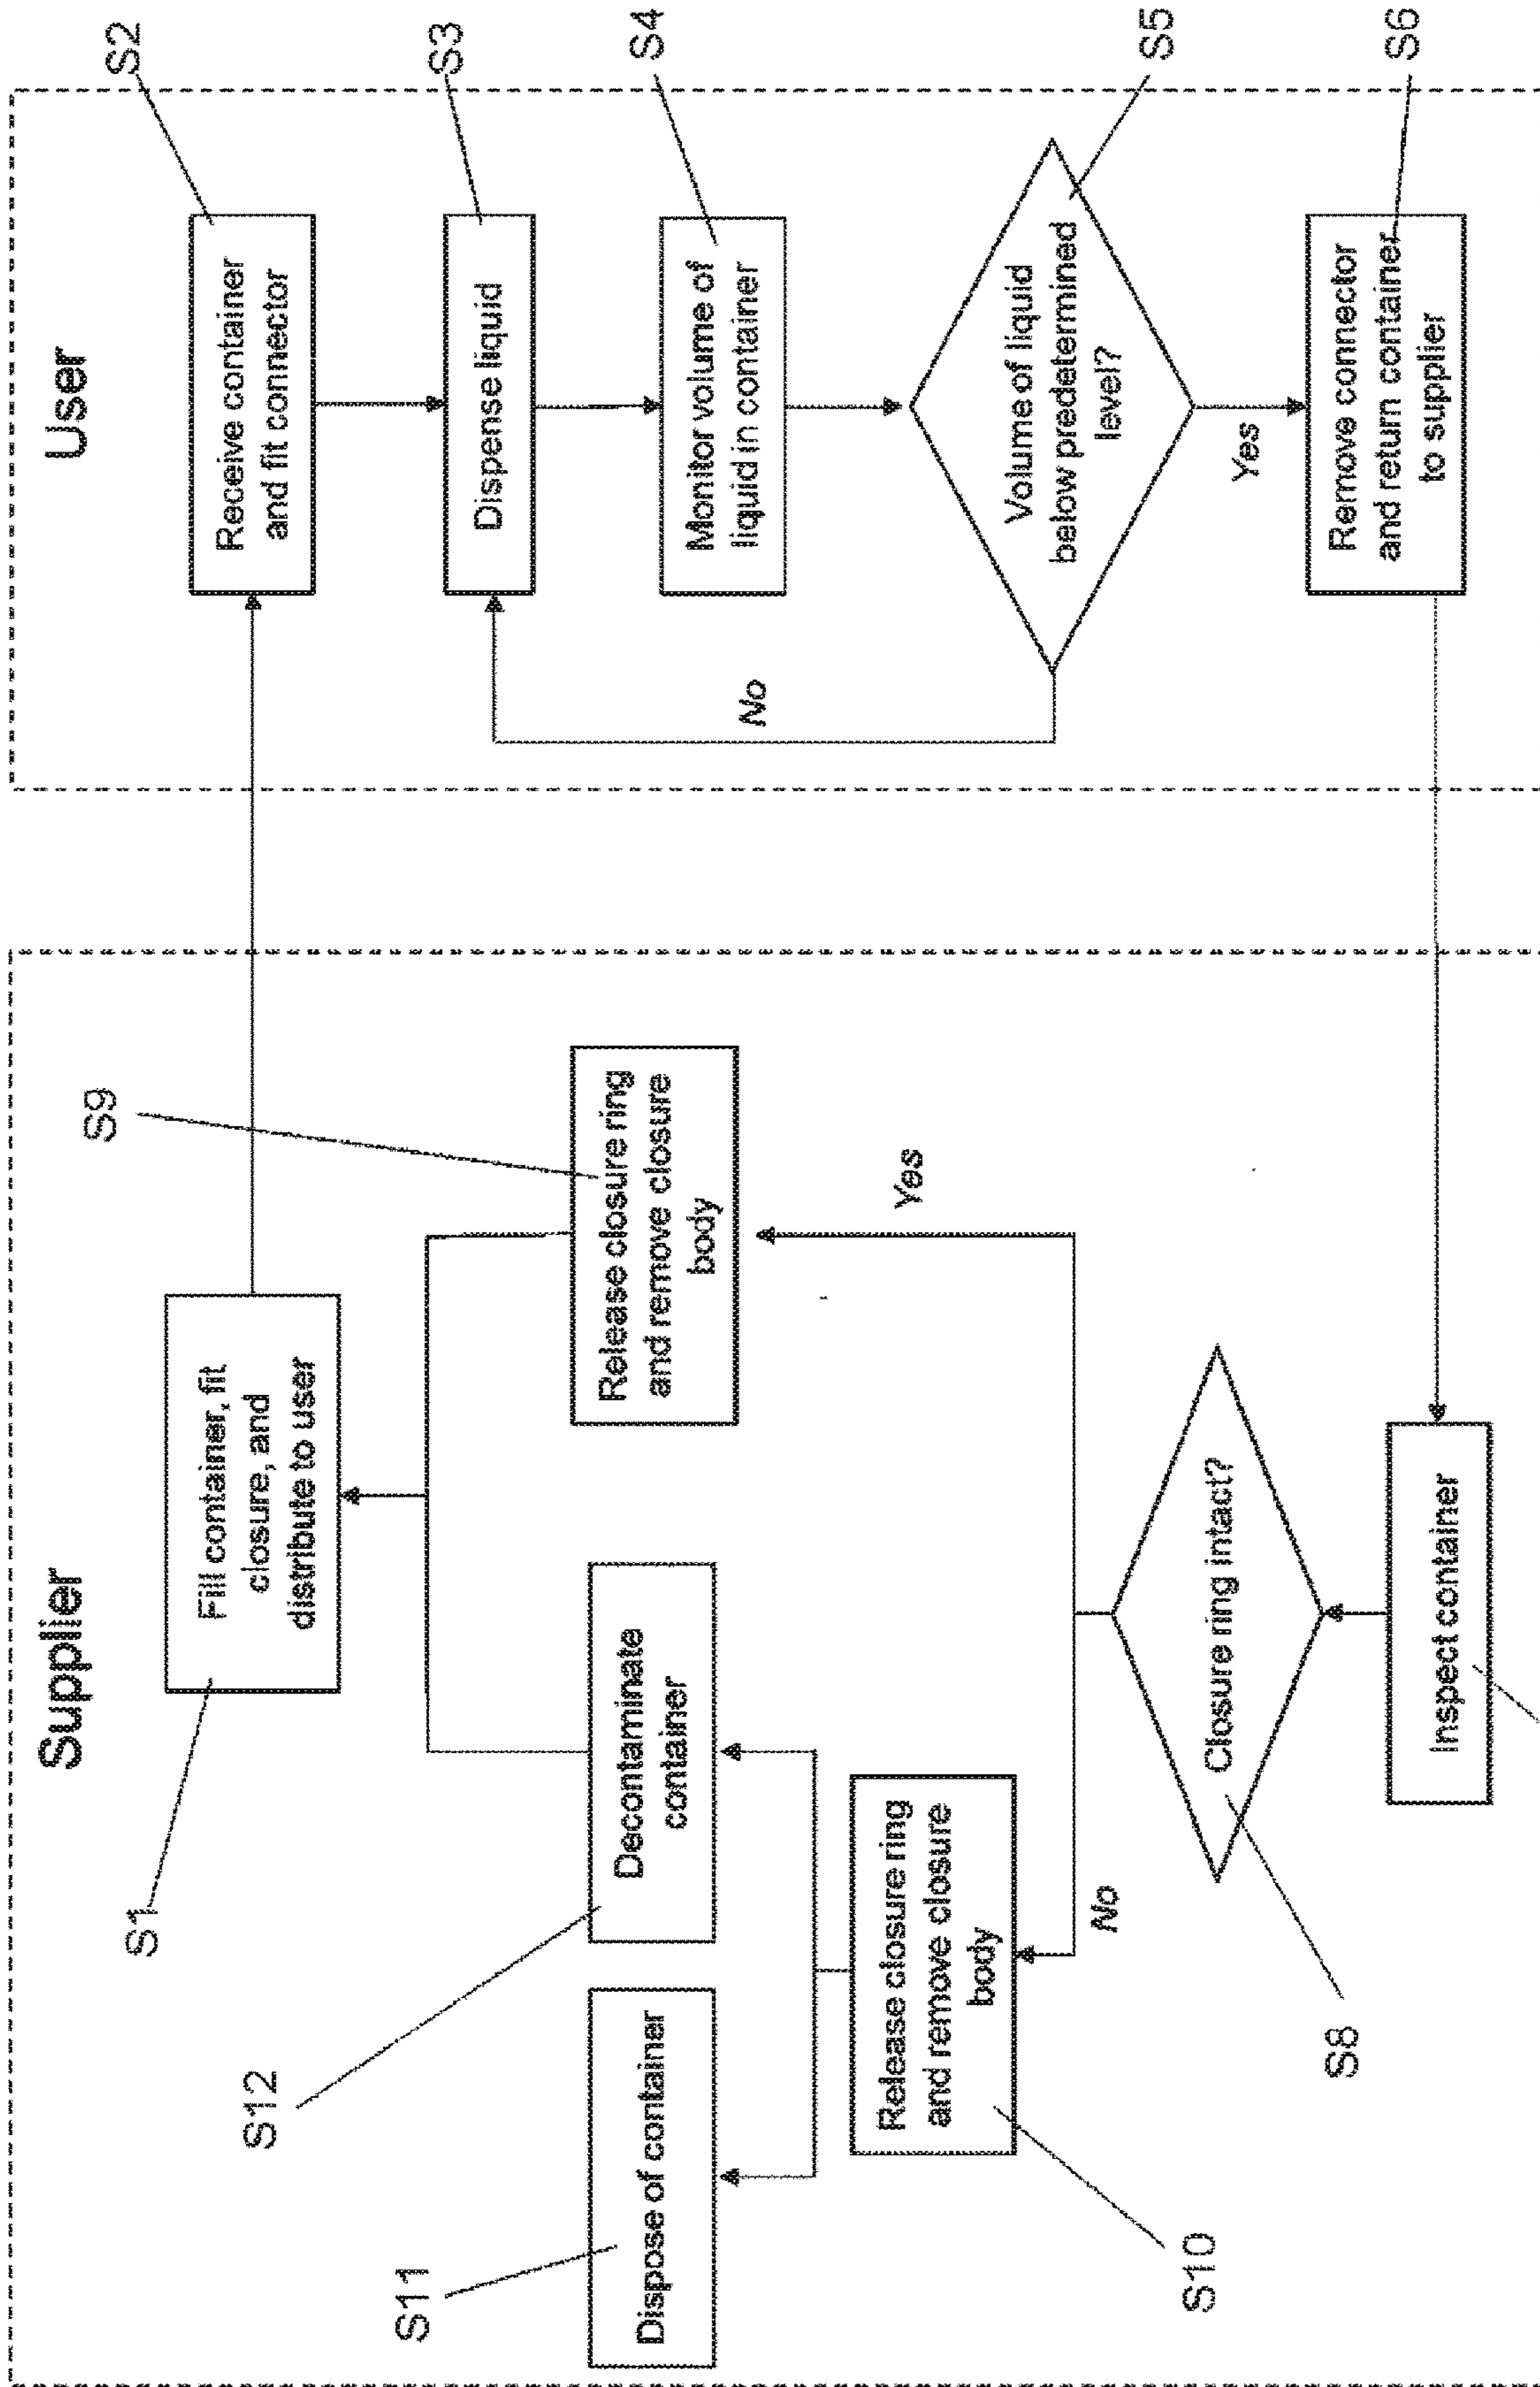 Supplier
S1
Fill container, fit
closure, and
distribute to user
S12
Decontaminate
container
S11
Dispose of container
S9
Release closure ring
and remove closure
body
S10
Release closure ring
and remove closure
body
No
Yes
S8
Closure ring intact?
Inspect container
User
S2
Receive container
and fit connector
S3
Dispense liquid
S4
Monitor volume of
liquid in container
No
S5
Volume of liquid
below predetermined
level?
Yes
S6
Remove connector
and return container
to supplier